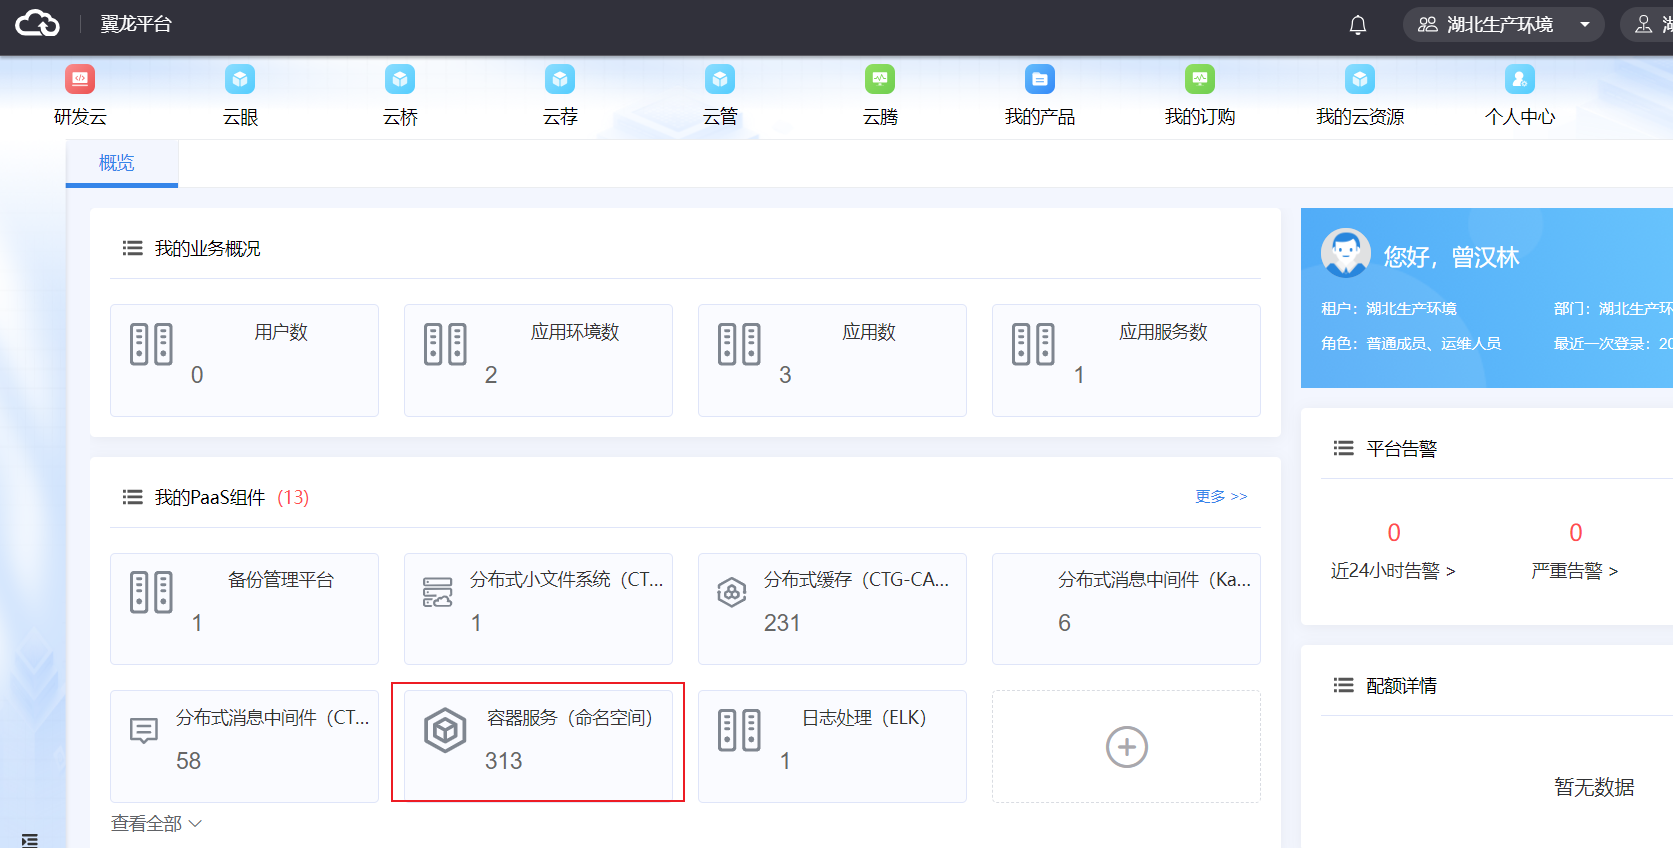 翼龙平台
湖北生产环境
湖
研发云
云眼
云桥
云荐
云管
云腾
我的产品
我的订购
我的云资源
个人中心
概览
我的业务概况
用户数
0
应用环境数
2
应用数
3
应用服务数
1
我的PaaS组件 (13)
更多 >>
备份管理平台
1
分布式小文件系统（CT...
1
分布式缓存（CTG-CA...
231
分布式消息中间件（Ka...
6
分布式消息中间件（CT...
58
容器服务（命名空间）
313
日志处理（ELK）
1
查看全部
您好，曾汉林
租户：湖北生产环境
部门：湖北生产环
角色：普通成员、运维人员
最近一次登录：20
平台告警
0
近24小时告警 >
0
严重告警 >
配额详情
暂无数据